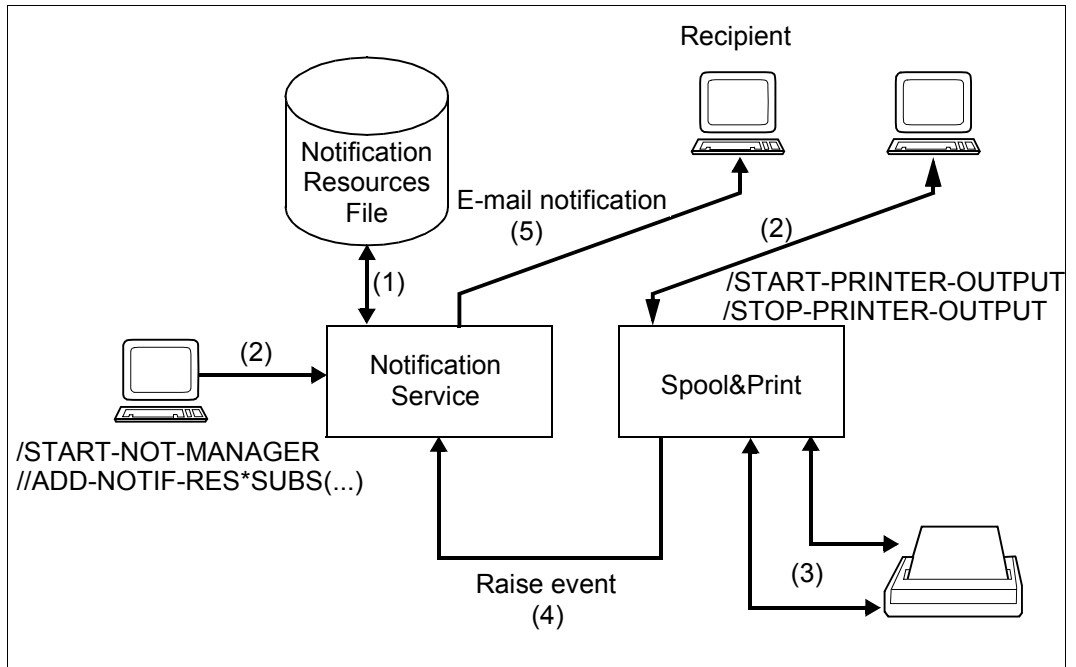 Recipient
Notification
Resources
File
E-mail notification
(5)
(2)
(1)
/START-PRINTER-OUTPUT
/STOP-PRINTER-OUTPUT
(2)
Notification
Service
Spool&Print
/START-NOT-MANAGER
//ADD-NOTIF-RES*SUBS(...)
(3)
Raise event
(4)